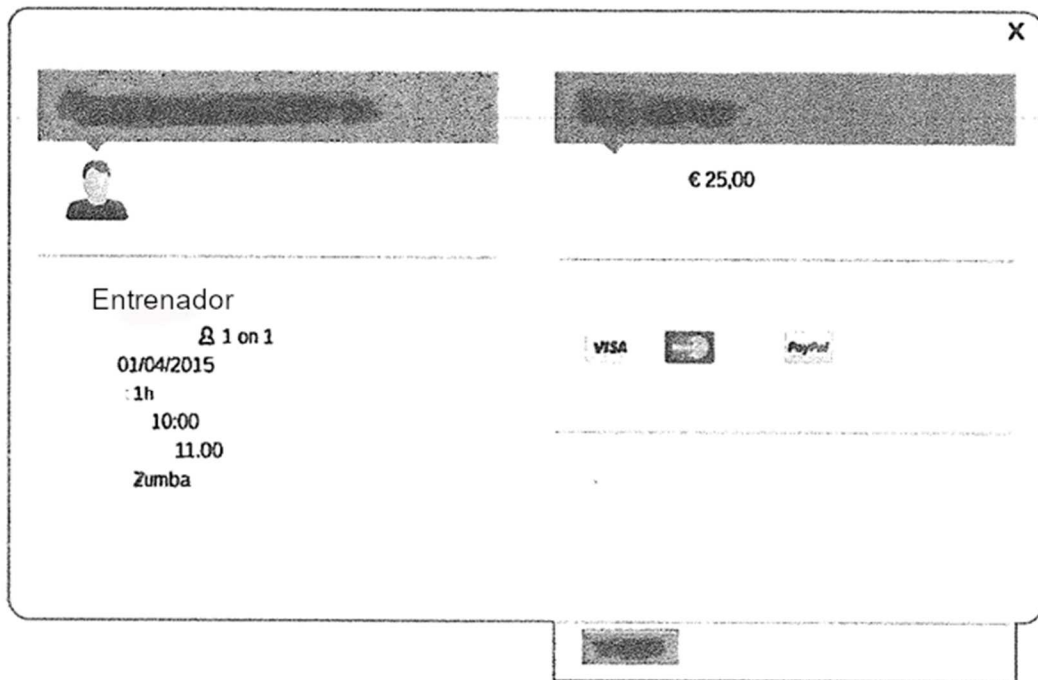 X
€ 25,00
Entrenador
1 on 1
01/04/2015
: 1h
10:00
11.00
Zumba
VISA
PayPal